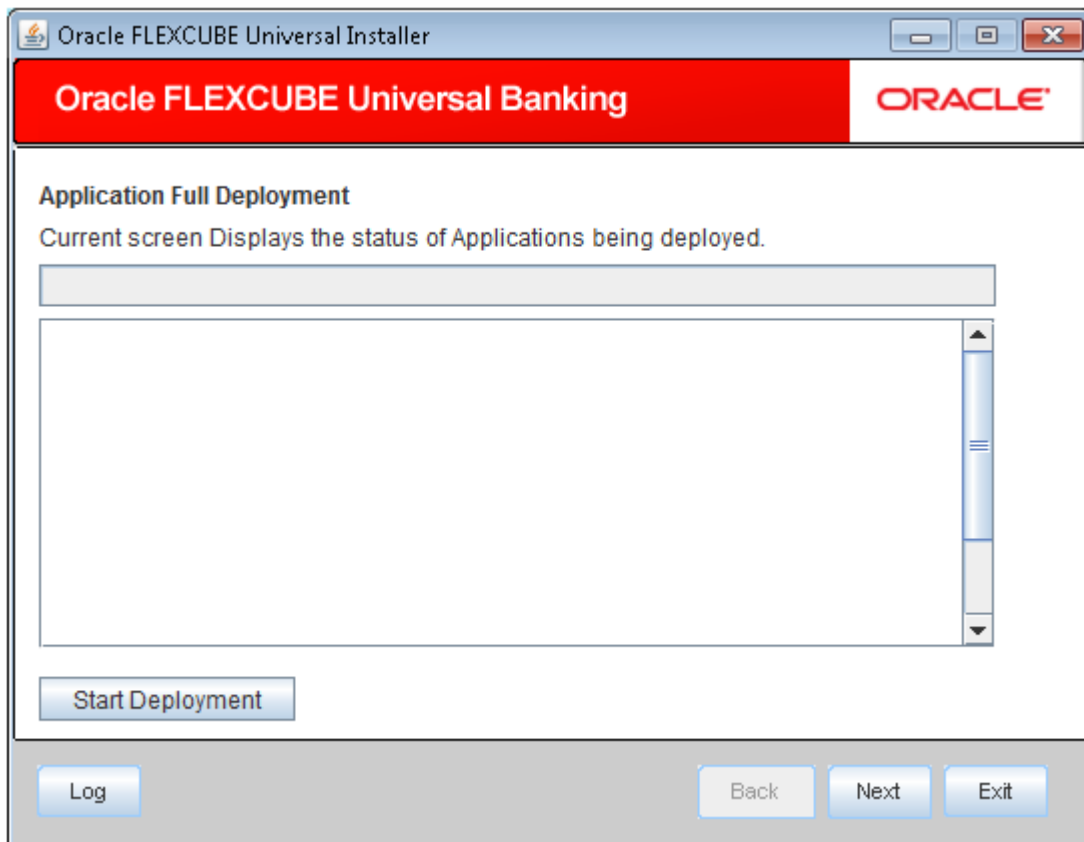 Oracle FLEXCUBE Universal Installer
Oracle FLEXCUBE Universal Banking
ORACLE
Application Full Deployment
Current screen Displays the status of Applications being deployed.
Start Deployment
Log
Back
Next
Exit